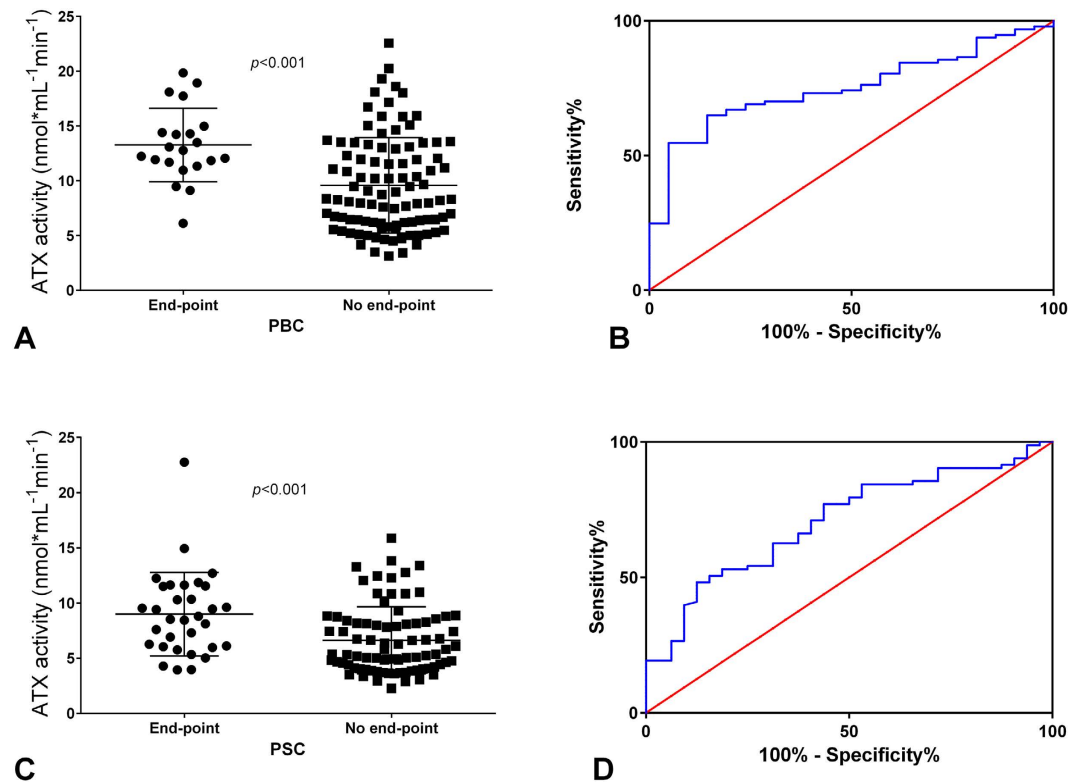 25
20
15
10
5
0
ATX activity (nmol*mL⁻¹min⁻¹)
p<0.001
End-point
No end-point
PBC
A
100
50
0
Sensitivity%
0
50
100
100% - Specificity%
B
25
20
15
10
5
0
ATX activity (nmol*mL⁻¹min⁻¹)
p<0.001
End-point
No end-point
PSC
C
100
50
0
Sensitivity%
0
50
100
100% - Specificity%
D